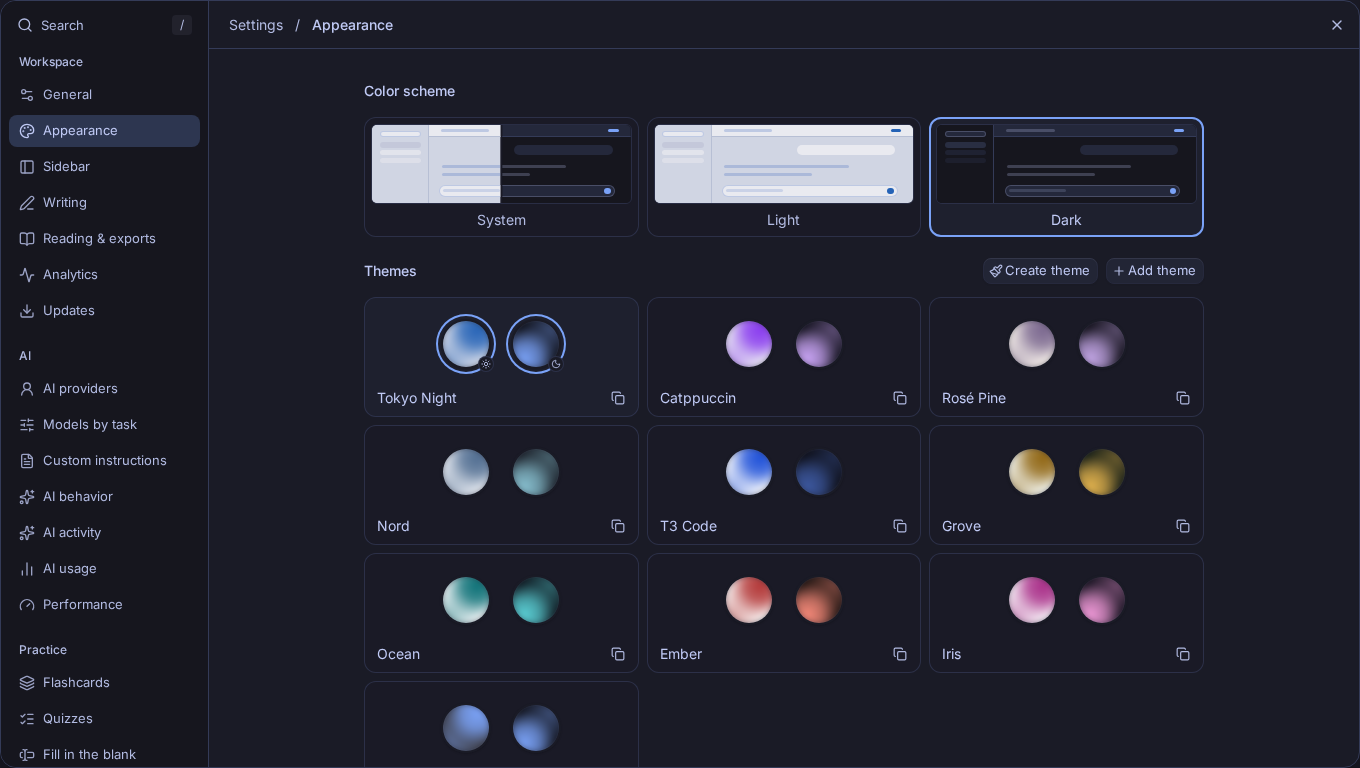 Search /
Workspace
General
Appearance
Sidebar
Writing
Reading & exports
Analytics
Updates
AI
AI providers
Models by task
Custom instructions
AI behavior
AI activity
AI usage
Performance
Practice
Flashcards
Quizzes
Fill in the blank
Settings / Appearance
Color scheme
System
Light
Dark
Themes
Create theme
Add theme
Tokyo Night
Catppuccin
Rosé Pine
Nord
T3 Code
Grove
Ocean
Ember
Iris